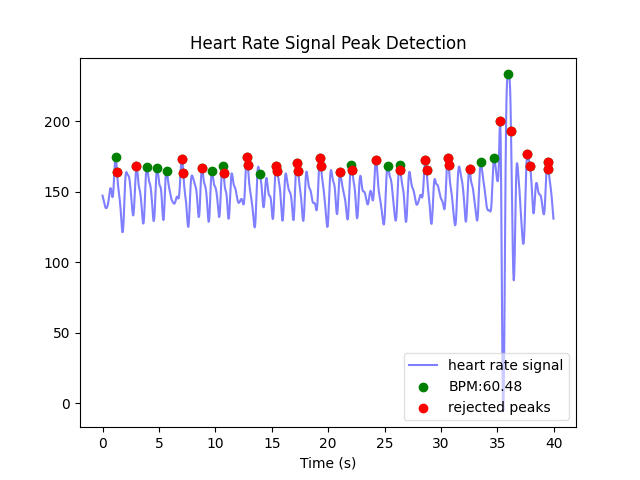 Heart Rate Signal Peak Detection
200
150
100
50
0
heart rate signal
BPM:60.48
rejected peaks
0 5 10 15 20 25 30 35 40
Time (s)